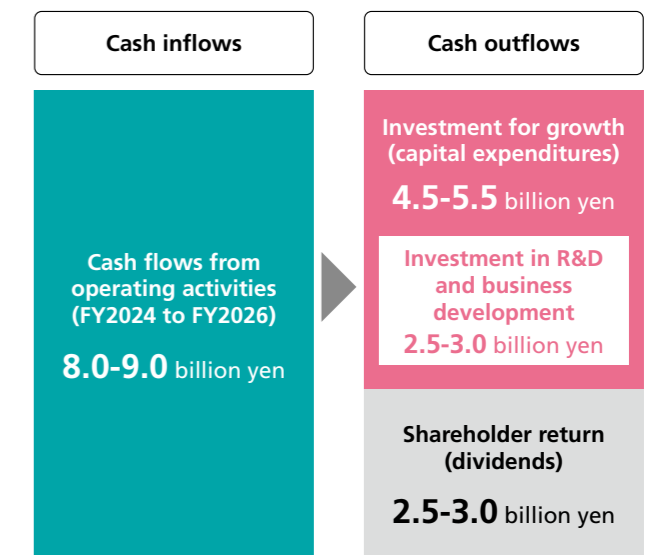 Cash inflows
Cash flows from
operating activities
(FY2024 to FY2026)
8.0-9.0 billion yen
Cash outflows
Investment for growth
(capital expenditures)
4.5-5.5 billion yen
Investment in R&D
and business
development
2.5-3.0 billion yen
Shareholder return
(dividends)
2.5-3.0 billion yen